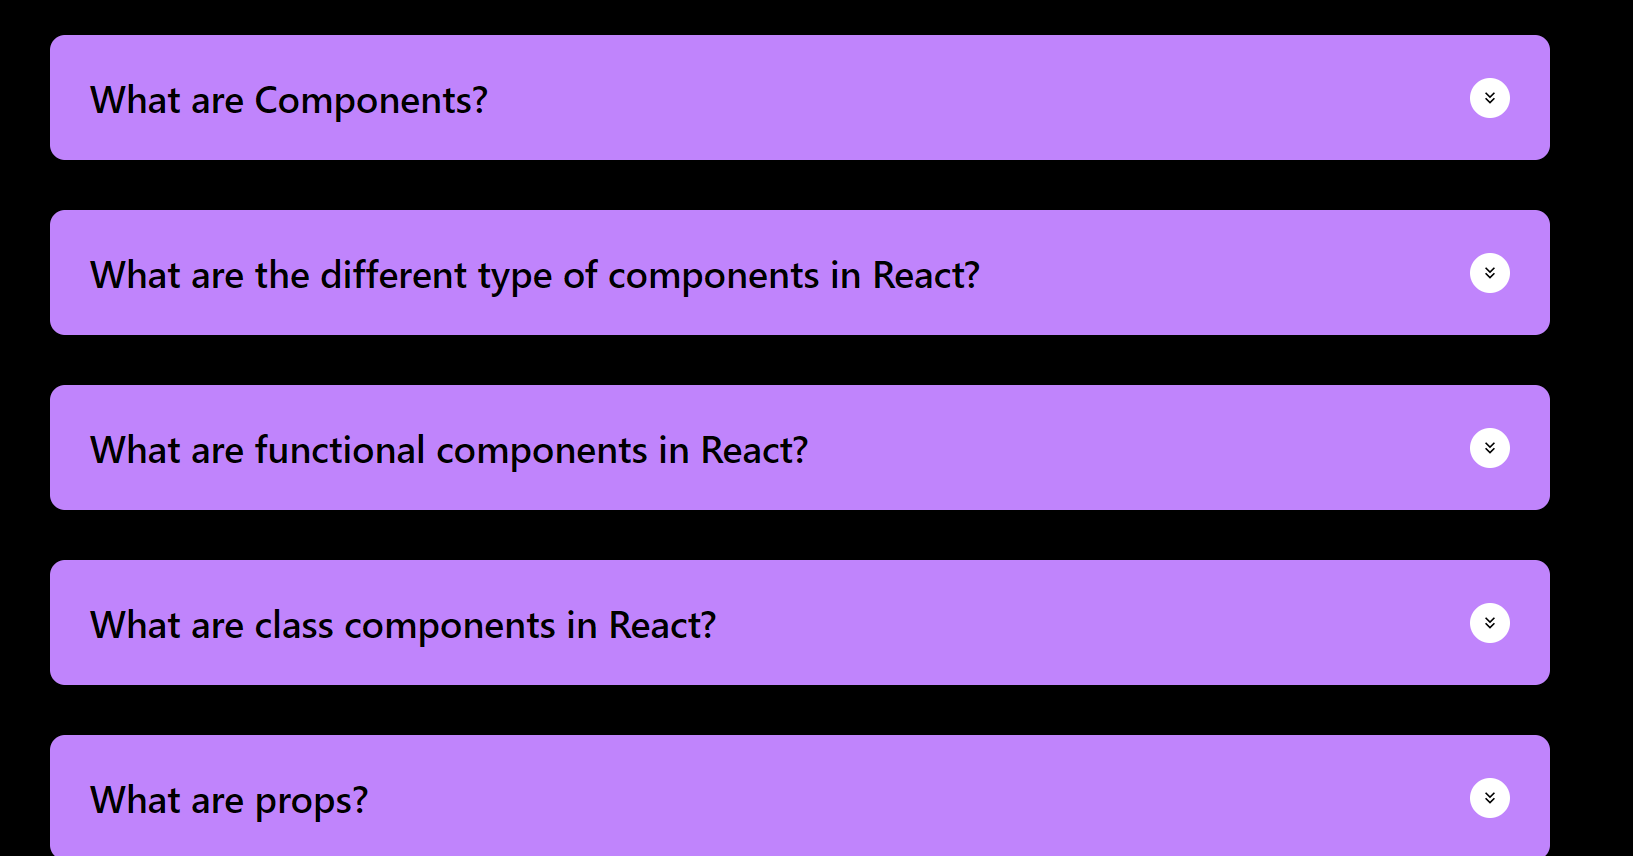 What are Components?
What are the different type of components in React?
What are functional components in React?
What are class components in React?
What are props?